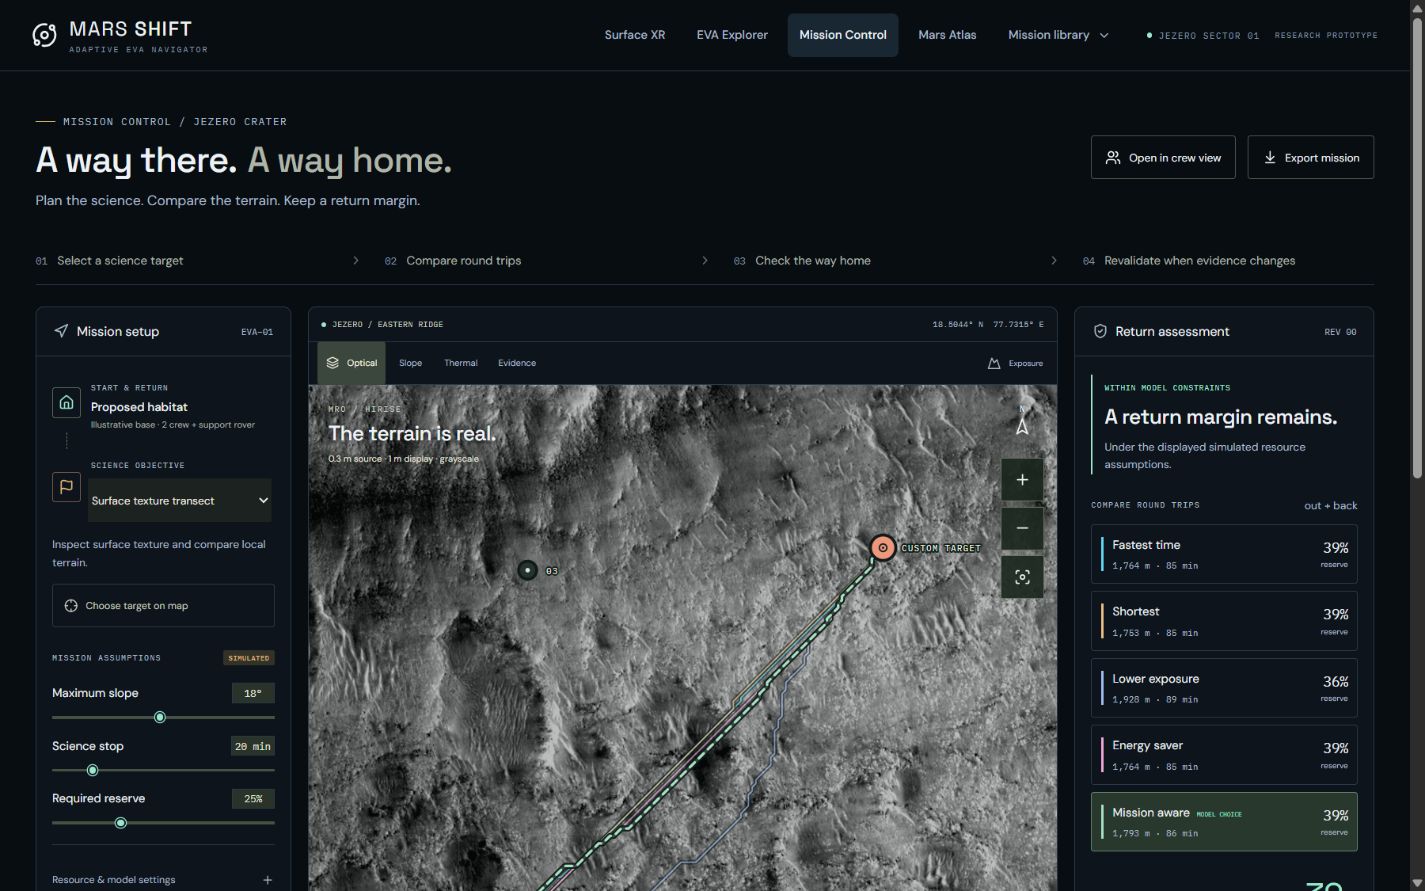 MARS SHIFT
ADAPTIVE EVA NAVIGATOR
Surface XR
EVA Explorer
Mission Control
Mars Atlas
Mission library
JEZERO SECTOR 01
RESEARCH PROTOTYPE
MISSION CONTROL / JEZERO CRATER
A way there. A way home.
Plan the science. Compare the terrain. Keep a return margin.
Open in crew view
Export mission
01 Select a science target
02 Compare round trips
03 Check the way home
04 Revalidate when evidence changes
Mission setup
EVA-01
START & RETURN
Proposed habitat
Illustrative base · 2 crew + support rover
SCIENCE OBJECTIVE
Surface texture transect
Inspect surface texture and compare local
terrain.
Choose target on map
MISSION ASSUMPTIONS
SIMULATED
Maximum slope
18°
Science stop
20 min
Required reserve
25%
Resource & model settings
JEZERO / EASTERN RIDGE
18.5044° N 77.7315° E
Optical
Slope
Thermal
Evidence
Exposure
MRO / HIRISE
The terrain is real.
0.3 m source · 1 m display · grayscale
N
CUSTOM TARGET
03
Return assessment
REV 00
WITHIN MODEL CONSTRAINTS
A return margin remains.
Under the displayed simulated resource
assumptions.
COMPARE ROUND TRIPS
out + back
Fastest time
1,764 m · 85 min
39%
reserve
Shortest
1,753 m · 85 min
39%
reserve
Lower exposure
1,928 m · 89 min
36%
reserve
Energy saver
1,764 m · 85 min
39%
reserve
Mission aware MODEL CHOICE
1,793 m · 86 min
39%
reserve